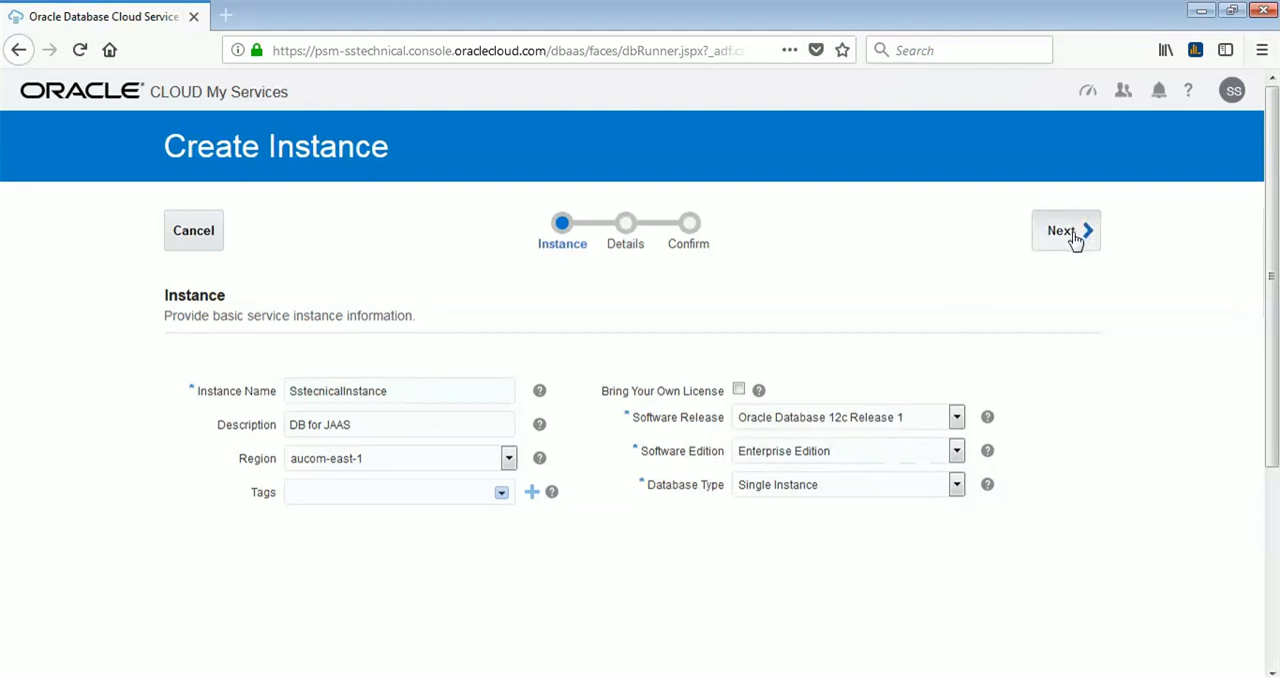 Oracle Database Cloud Service
https://psm-sstechnical.console.oraclecloud.com/dbaas/faces/dbRunner.jspx?_adf.c
Search
ORACLE® CLOUD My Services
SS
Create Instance
Cancel
Instance
Details
Confirm
Next
Instance
Provide basic service instance information.
* Instance Name SstecnicalInstance
Description DB for JAAS
Region aucom-east-1
Tags
Bring Your Own License
* Software Release Oracle Database 12c Release 1
* Software Edition Enterprise Edition
* Database Type Single Instance